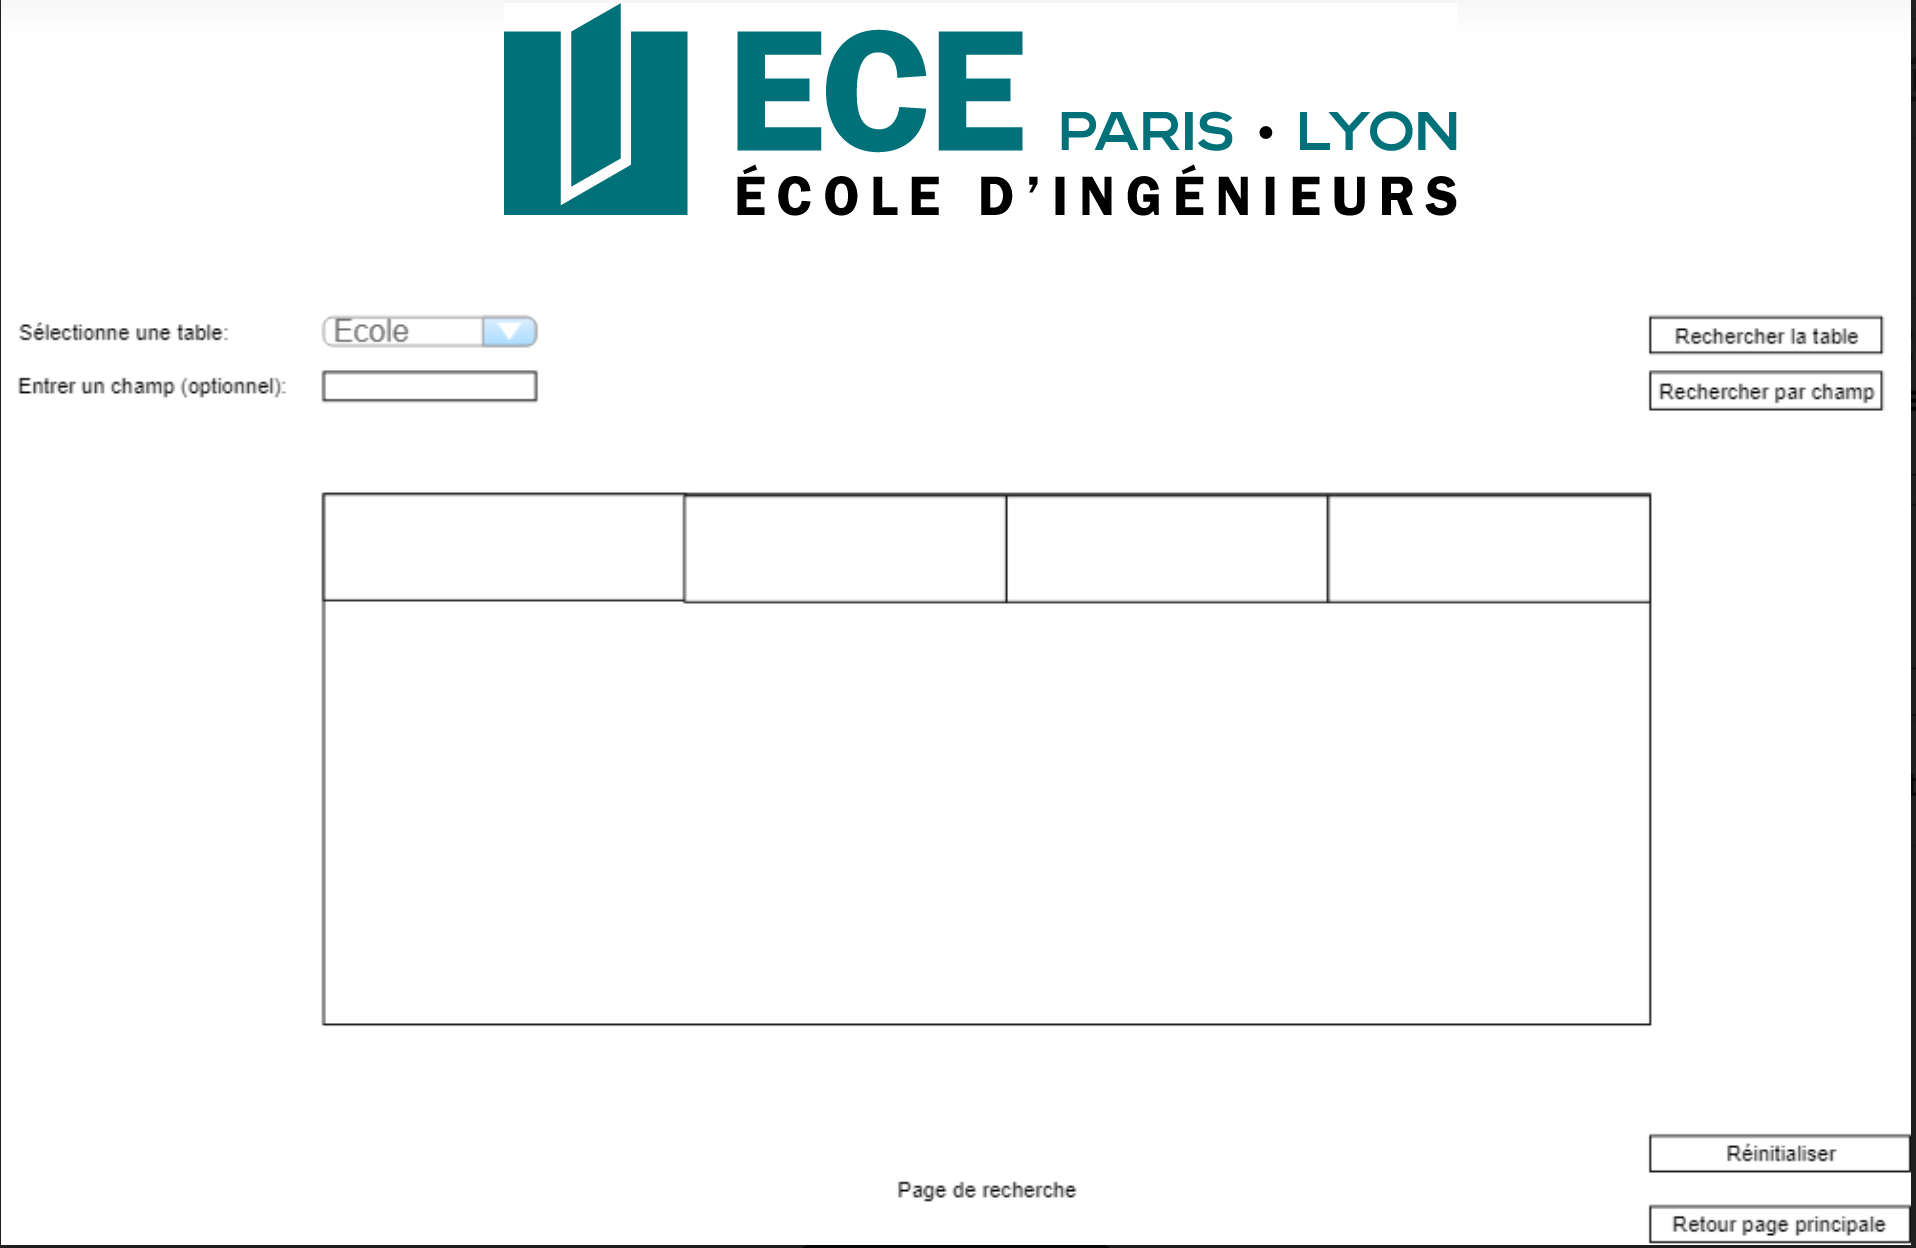 ECE PARIS • LYON
ÉCOLE D’INGÉNIEURS
Sélectionne une table:
Ecole
Rechercher la table
Entrer un champ (optionnel):
Rechercher par champ
Réinitialiser
Page de recherche
Retour page principale